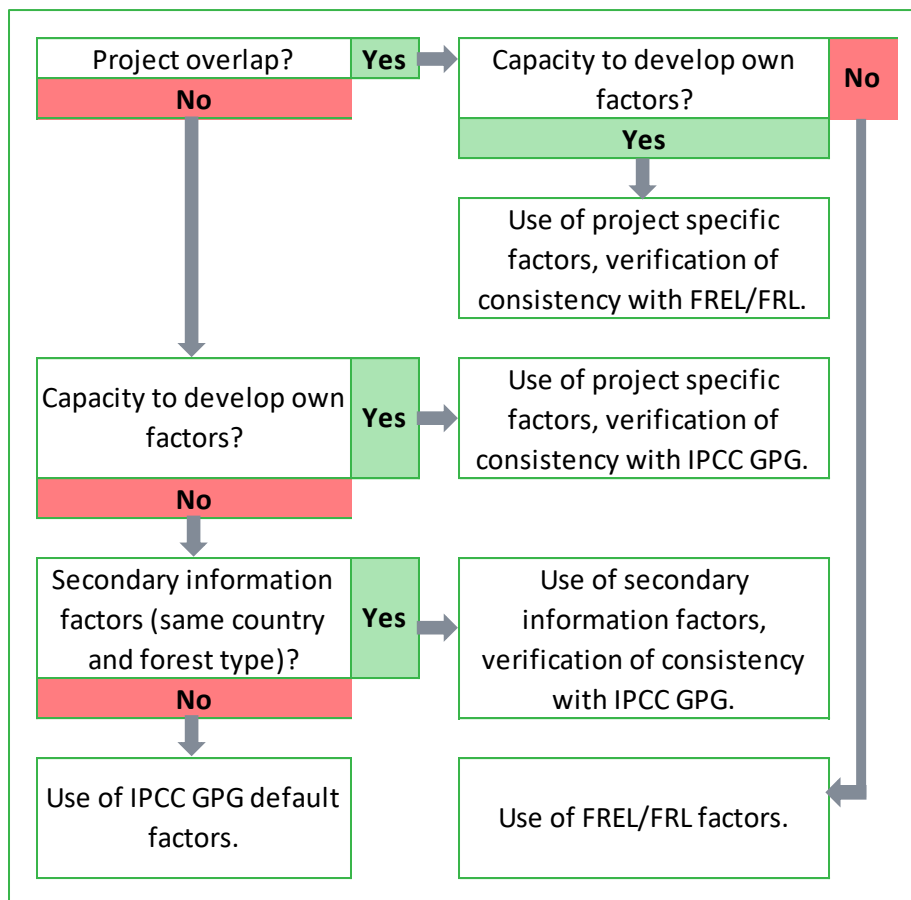 Project overlap?
Yes
No
Capacity to develop own
factors?
No
Yes
Use of project specific
factors, verification of
consistency with FREL/FRL.
Capacity to develop own
factors?
Yes
No
Use of project specific
factors, verification of
consistency with IPCC GPG.
Secondary information
factors (same country
and forest type)?
Yes
No
Use of secondary
information factors,
verification of consistency
with IPCC GPG.
Use of IPCC GPG default
factors.
Use of FREL/FRL factors.